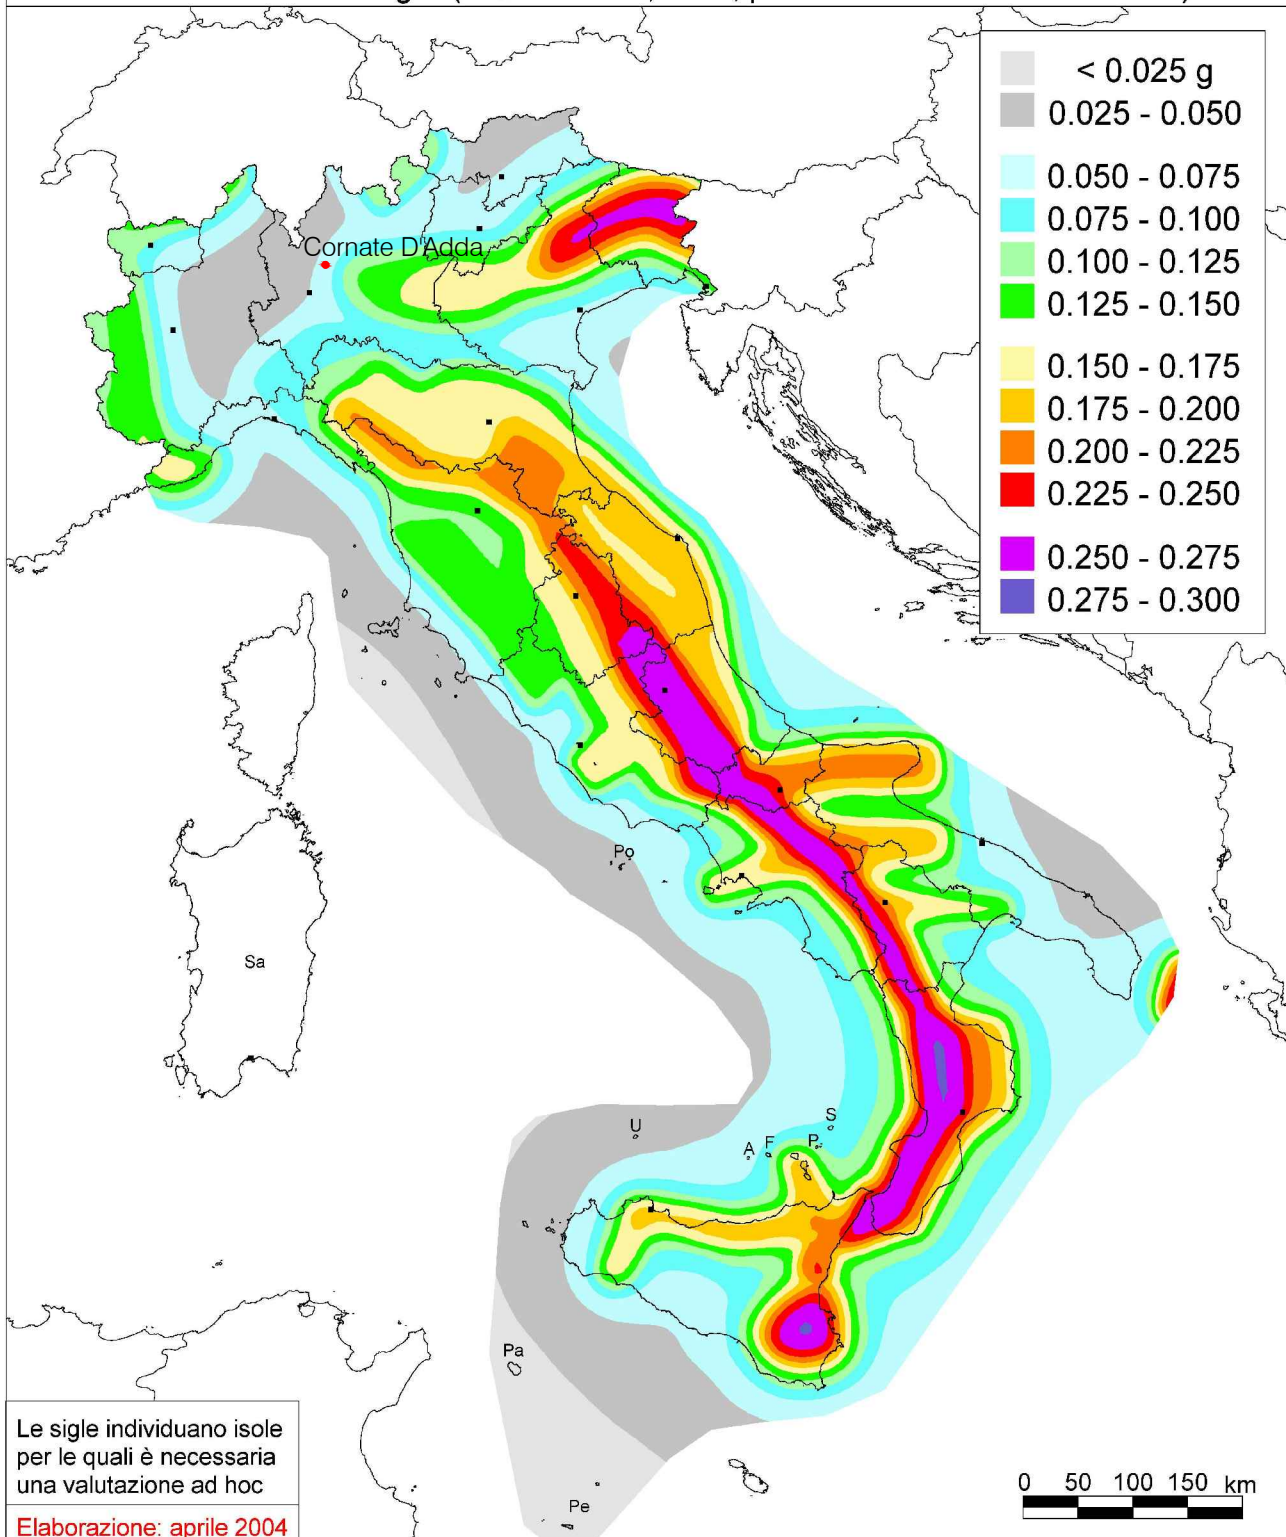 < 0.025 g
0.025 - 0.050
0.050 - 0.075
0.075 - 0.100
0.100 - 0.125
0.125 - 0.150
0.150 - 0.175
0.175 - 0.200
0.200 - 0.225
0.225 - 0.250
0.250 - 0.275
0.275 - 0.300
Cornate D'Adda
Po
Sa
U
S
A
F
P
Pa
Pe
Le sigle individuano isole
per le quali è necessaria
una valutazione ad hoc
Elaborazione: aprile 2004
0 50 100 150 km